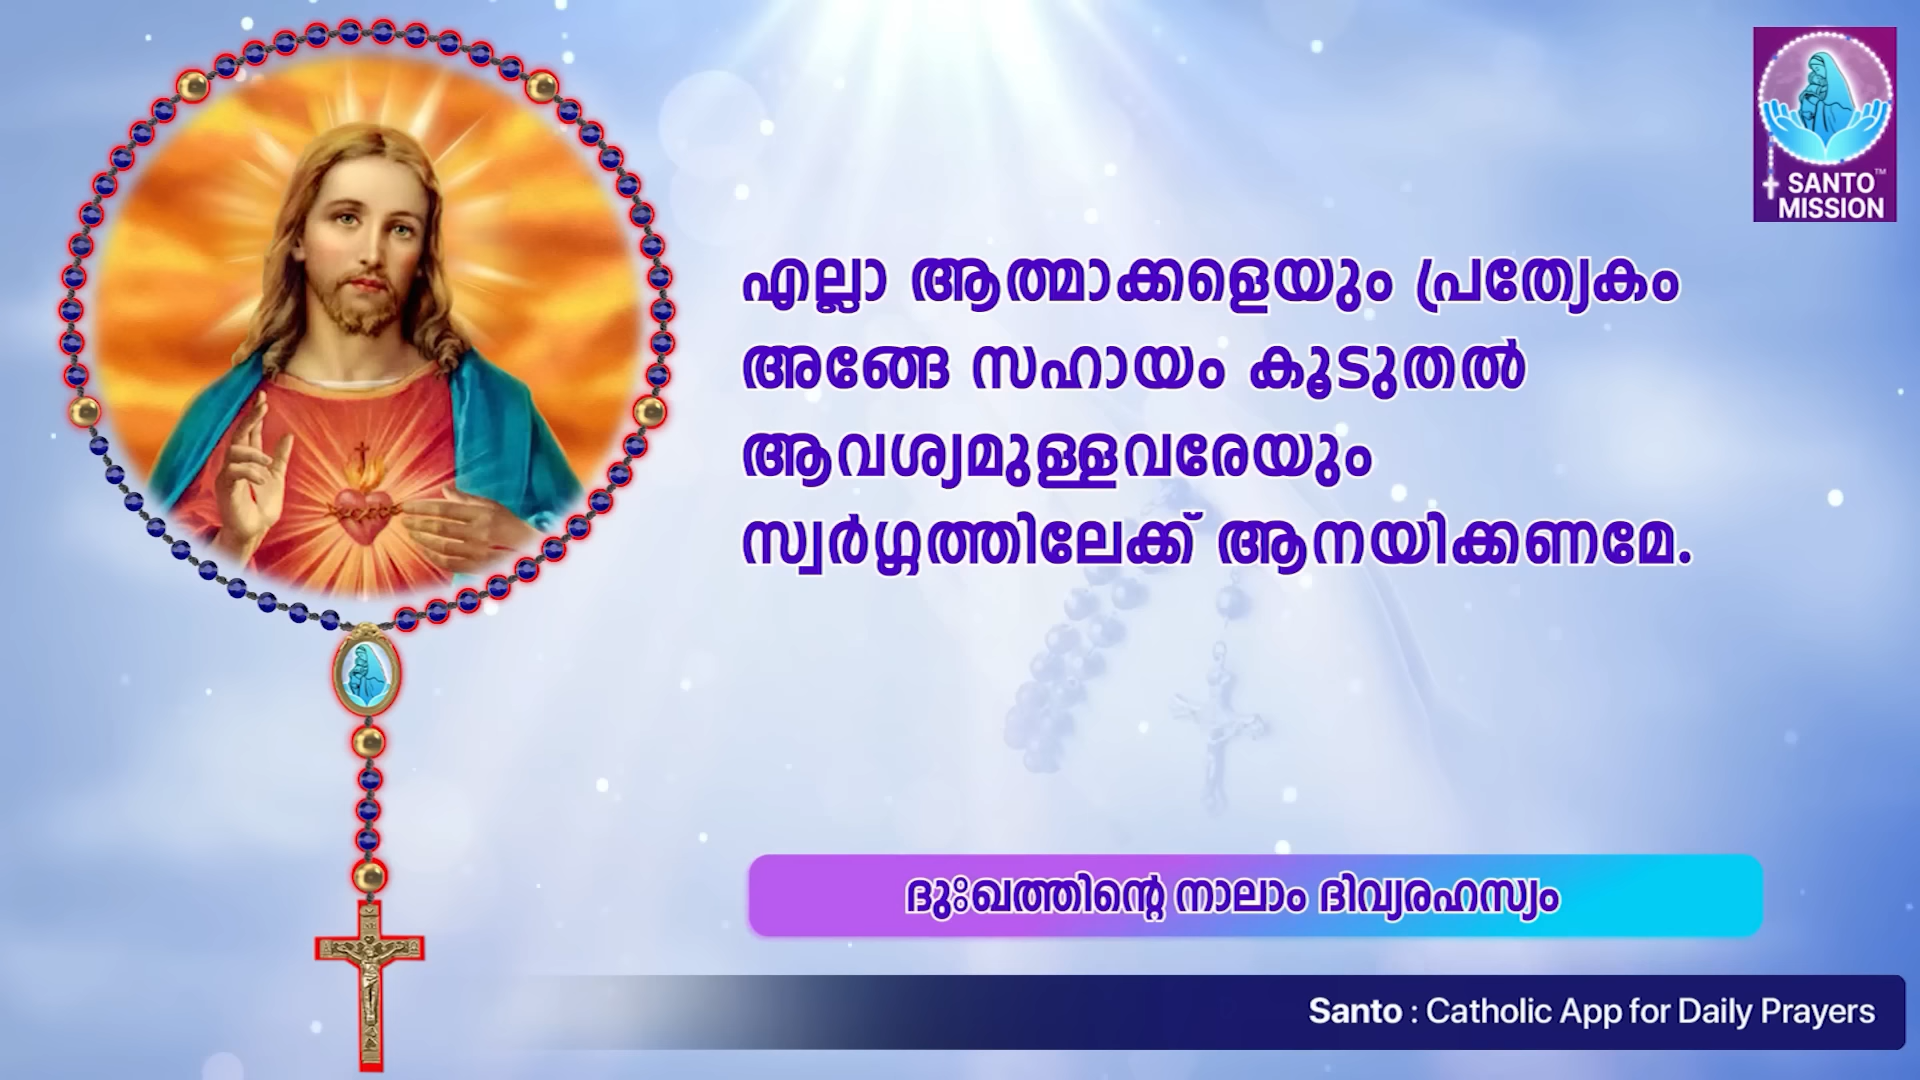 SANTO™
MISSION
എല്ലാ ആത്മാക്കളെയും പ്രത്യേകം
അങ്ങേ സഹായം കൂടുതൽ
ആവശ്യമുള്ളവരേയും
സ്വർഗ്ഗത്തിലേക്ക് ആനയിക്കണമേ.
ദുഃഖത്തിന്റെ നാലാം ദിവ്യരഹസ്യം
Santo : Catholic App for Daily Prayers